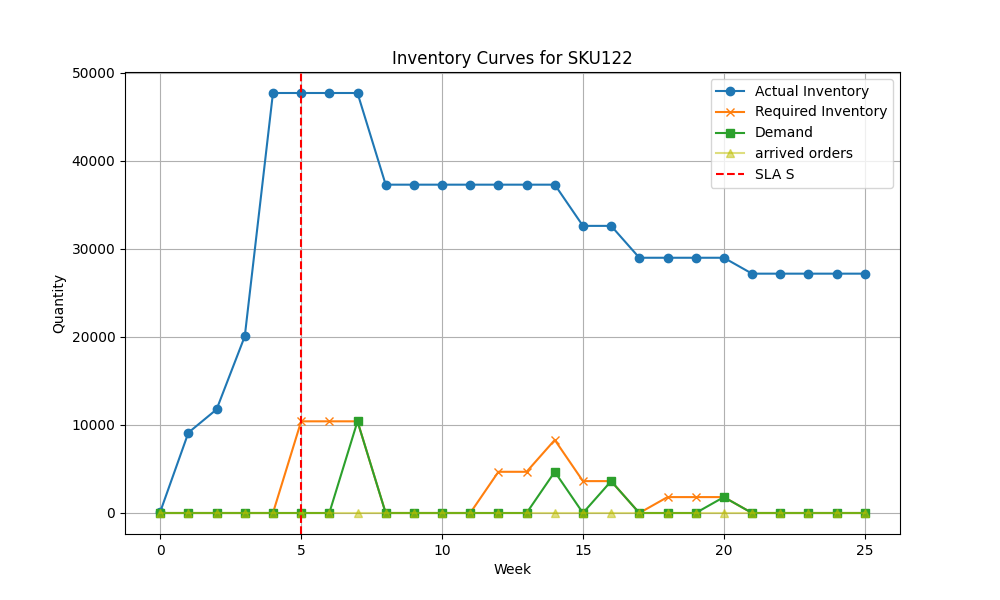 Inventory Curves for SKU122
50000
40000
30000
20000
10000
0
Quantity
Actual Inventory
Required Inventory
Demand
arrived orders
SLA S
0
5
10
15
20
25
Week